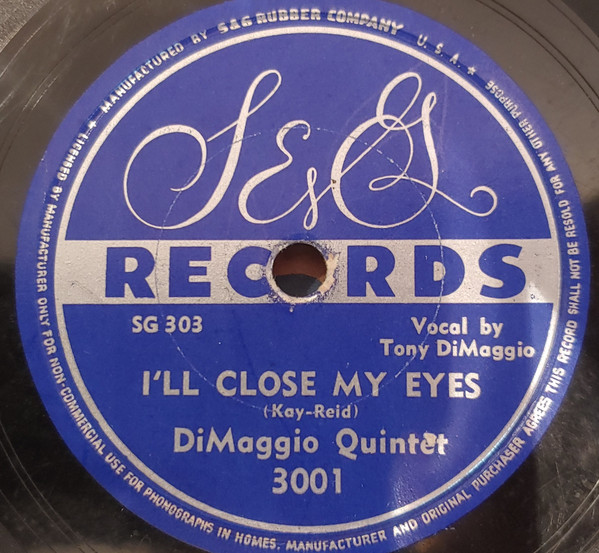 ★ MANUFACTURED BY S&G RUBBER COMPANY U. S. A. ★
S & G
RECORDS
SG 303
Vocal by
Tony DiMaggio
I'LL CLOSE MY EYES
(Kay-Reid)
DiMaggio Quintet
3001
LICENSED BY MANUFACTURER ONLY FOR NON-COMMERCIAL USE FOR PHONOGRAPHS IN HOMES. MANUFACTURER AND ORIGINAL PURCHASER AGREES THIS RECORD SHALL NOT BE RESOLD FOR ANY OTHER PURPOSE